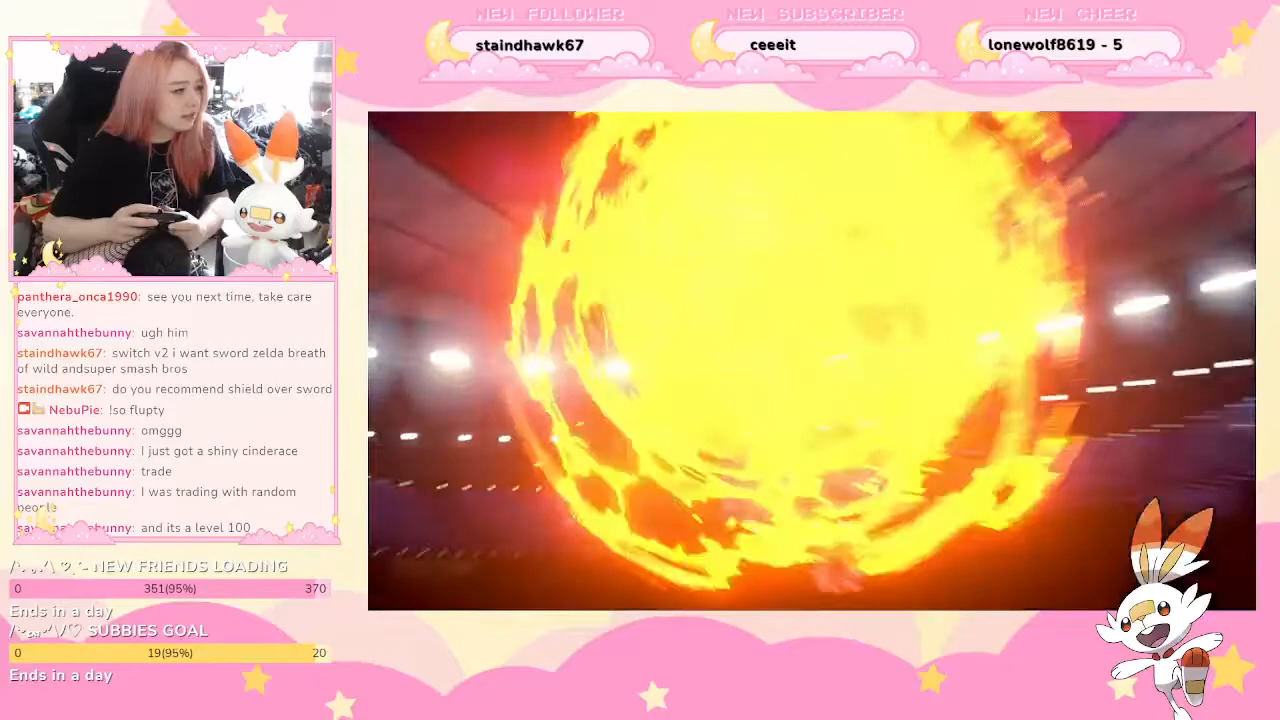 NEW FOLLOWER
NEW SUBSCRIBER
NEW CHEER
staindhawk67
ceeeit
lonewolf8619 - 5
panthera_onca1990: see you next time, take care
everyone.
savannahthebunny: ugh him
staindhawk67: switch v2 i want sword zelda breath
of wild andsuper smash bros
staindhawk67: do you recommend shield over sword
NebuPie: !so flupty
savannahthebunny: omggg
savannahthebunny: I just got a shiny cinderace
savannahthebunny: trade
savannahthebunny: I was trading with random
people
savannahthebunny: and its a level 100
NEW FRIENDS LOADING
0 351(95%) 370
Ends in a day
SUBBIES GOAL
0 19(95%) 20
Ends in a day